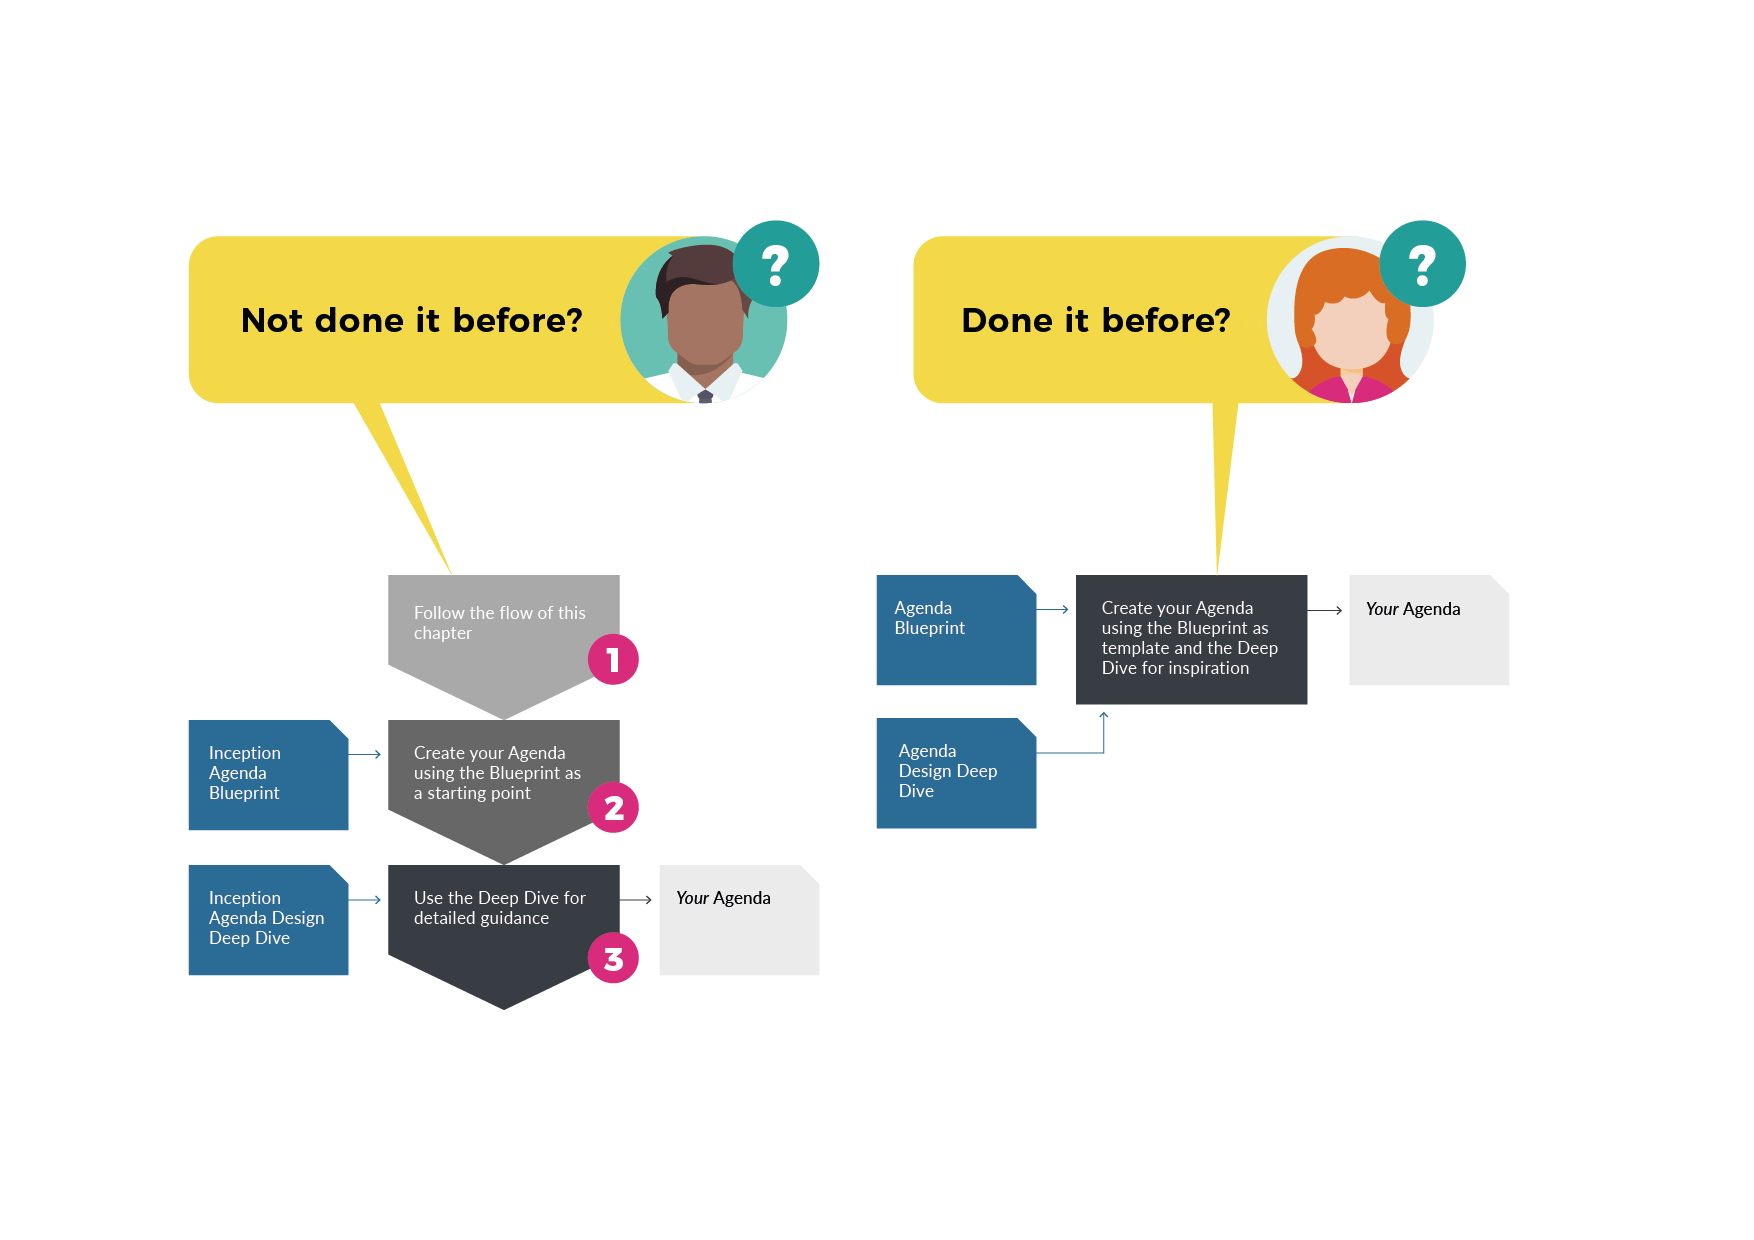 Not done it before?
?
Follow the flow of this
chapter
1
Inception
Agenda
Blueprint
Create your Agenda
using the Blueprint as
a starting point
2
Inception
Agenda Design
Deep Dive
Use the Deep Dive for
detailed guidance
3
Your Agenda
Done it before?
?
Agenda
Blueprint
Create your Agenda
using the Blueprint as
template and the Deep
Dive for inspiration
Your Agenda
Agenda
Design Deep
Dive